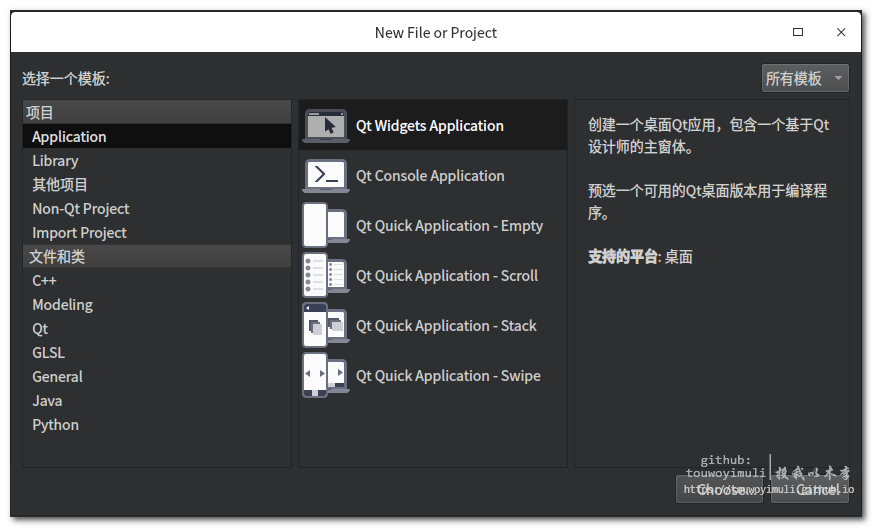 New File or Project
选择一个模板:
所有模板
项目
Application
Library
其他项目
Non-Qt Project
Import Project
文件和类
C++
Modeling
Qt
GLSL
General
Java
Python
Qt Widgets Application
Qt Console Application
Qt Quick Application - Empty
Qt Quick Application - Scroll
Qt Quick Application - Stack
Qt Quick Application - Swipe
创建一个桌面Qt应用，包含一个基于Qt
设计师的主窗体。
预选一个可用的Qt桌面版本用于编译程
序。
支持的平台: 桌面
github:
touwoyimuli
投我以木李
https://touwoyimuli.github.io
Choose...
Cancel